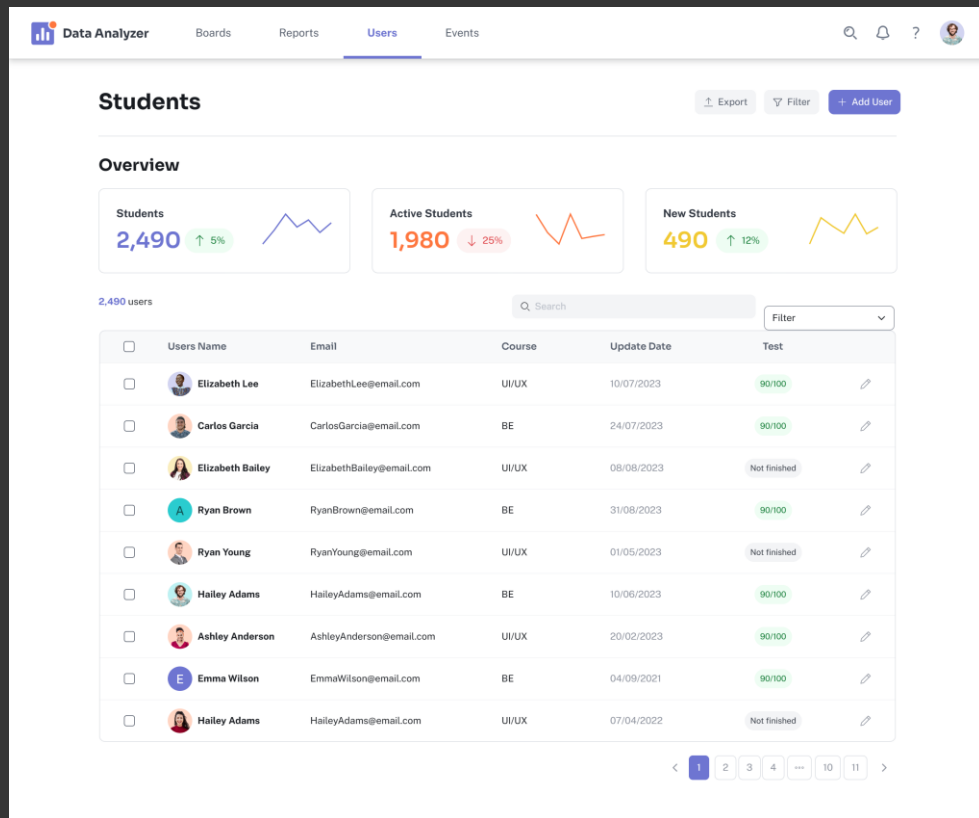 Data Analyzer Boards Reports Users Events ?
Students Export Filter + Add User
Overview
Students Active Students New Students
2,490 ↑ 5% 1,980 ↓ 25% 490 ↑ 12%
2,490 users Search Filter
Users Name Email Course Update Date Test
Elizabeth Lee ElizabethLee@email.com UI/UX 10/07/2023 90/100
Carlos Garcia CarlosGarcia@email.com BE 24/07/2023 90/100
Elizabeth Bailey ElizabethBailey@email.com UI/UX 08/08/2023 Not finished
A Ryan Brown RyanBrown@email.com BE 31/08/2023 90/100
Ryan Young RyanYoung@email.com UI/UX 01/05/2023 Not finished
Hailey Adams HaileyAdams@email.com BE 10/06/2023 90/100
Ashley Anderson AshleyAnderson@email.com UI/UX 20/02/2023 90/100
E Emma Wilson EmmaWilson@email.com BE 04/09/2021 90/100
Hailey Adams HaileyAdams@email.com UI/UX 07/04/2022 Not finished
< 1 2 3 4 ... 10 11 >